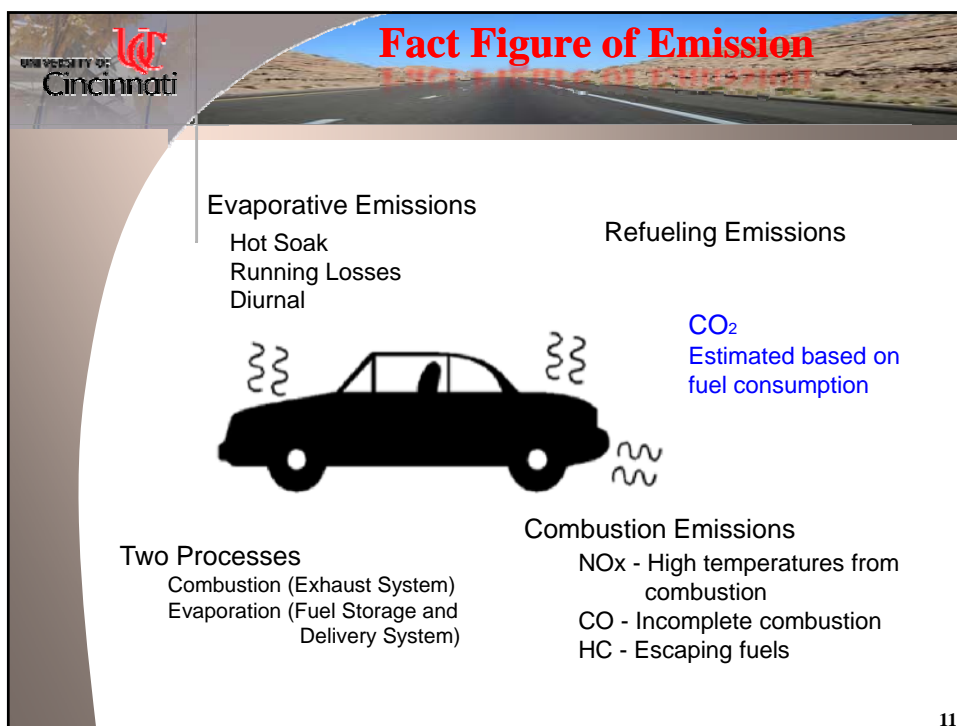 UNIVERSITY OF
UC
Cincinnati
Fact Figure of Emission
Evaporative Emissions
Hot Soak
Running Losses
Diurnal
Refueling Emissions
CO2
Estimated based on
fuel consumption
Two Processes
Combustion (Exhaust System)
Evaporation (Fuel Storage and
Delivery System)
Combustion Emissions
NOx - High temperatures from
combustion
CO - Incomplete combustion
HC - Escaping fuels
11